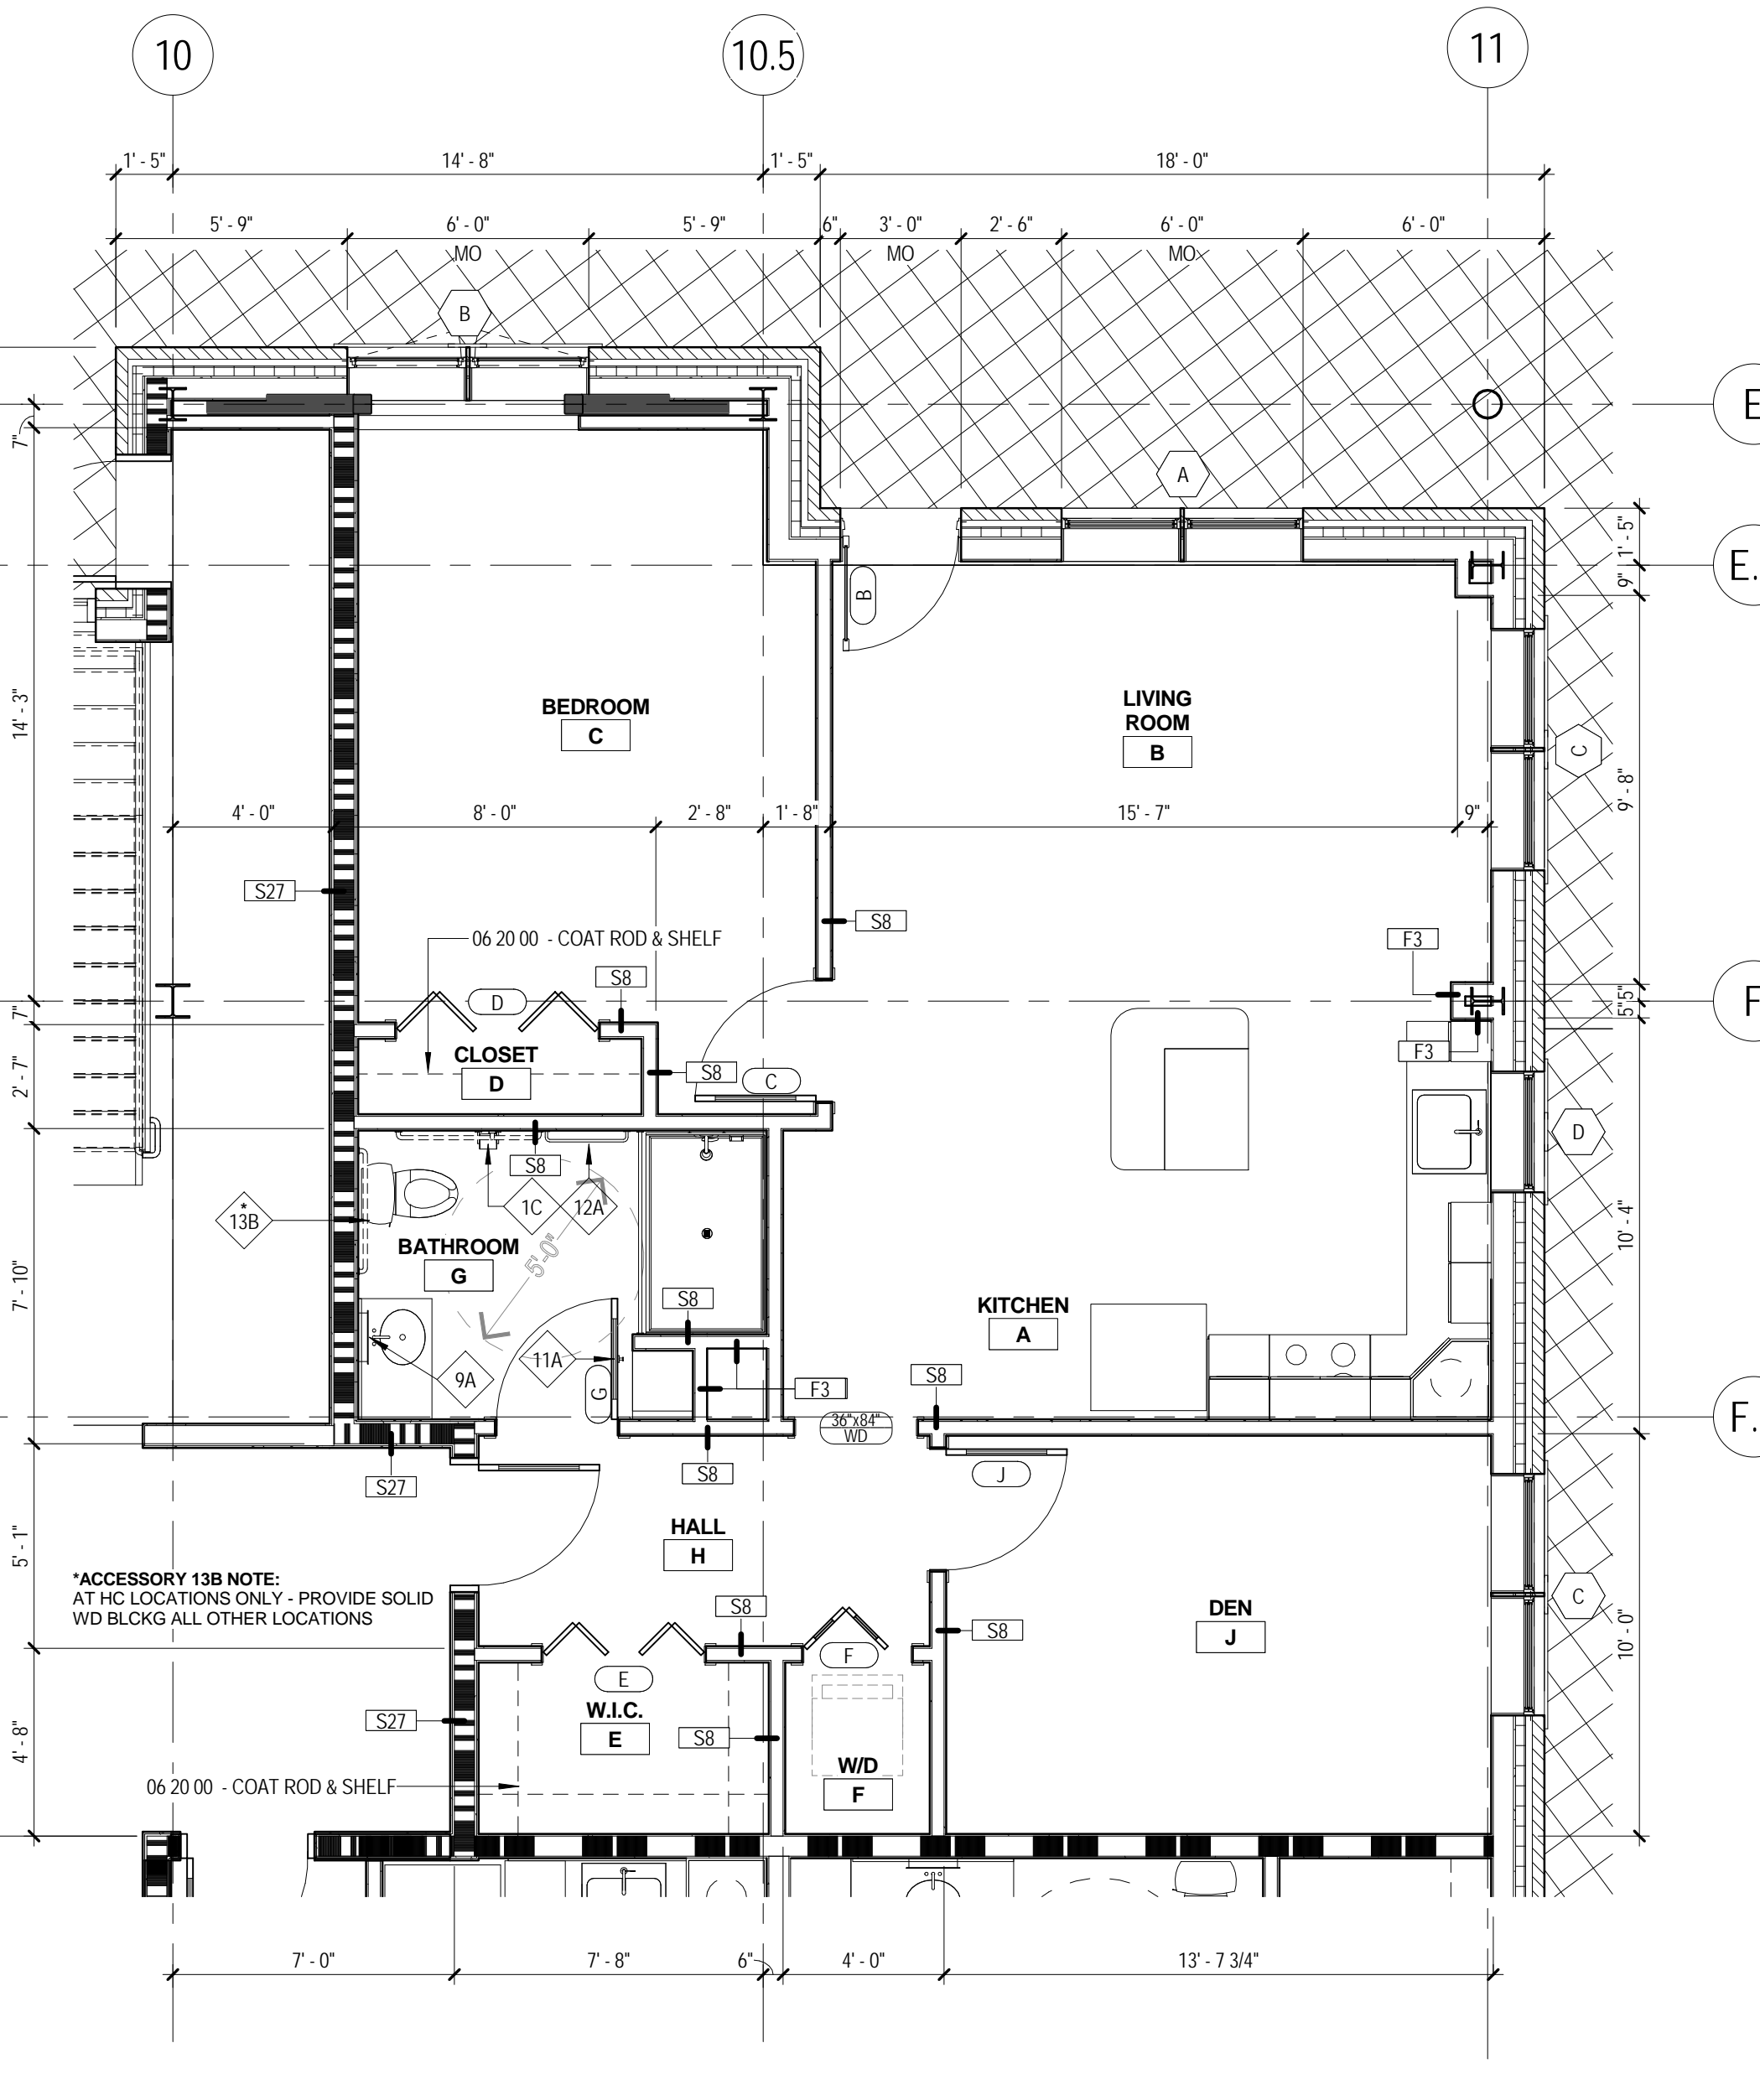 10
10.5
11
1' - 5"
14' - 8"
1' - 5"
18' - 0"
5' - 9"
6' - 0"
5' - 9"
6"
3' - 0"
2' - 6"
6' - 0"
6' - 0"
MO
MO
MO
B
E
7"
A
1' - 5"
E.
9"
B
14' - 3"
BEDROOM
C
LIVING
ROOM
B
C
9' - 8"
4' - 0"
8' - 0"
2' - 8"
1' - 8"
15' - 7"
9"
S27
S8
06 20 00 - COAT ROD & SHELF
F3
S8
D
7"
5"
5"
F
CLOSET
D
S8
C
F3
2' - 7"
D
S8
1C
12A
*
13B
BATHROOM
G
5'-0"
10' - 4"
7' - 10"
S8
KITCHEN
A
11A
9A
G
F3
S8
36"x84"
WD
F.
S27
S8
J
HALL
H
5' - 1"
*ACCESSORY 13B NOTE:
AT HC LOCATIONS ONLY - PROVIDE SOLID
WD BLCKG ALL OTHER LOCATIONS
S8
DEN
J
C
S8
10' - 0"
F
E
W.I.C.
E
S27
S8
4' - 8"
W/D
F
06 20 00 - COAT ROD & SHELF
7' - 0"
7' - 8"
6"
4' - 0"
13' - 7 3/4"